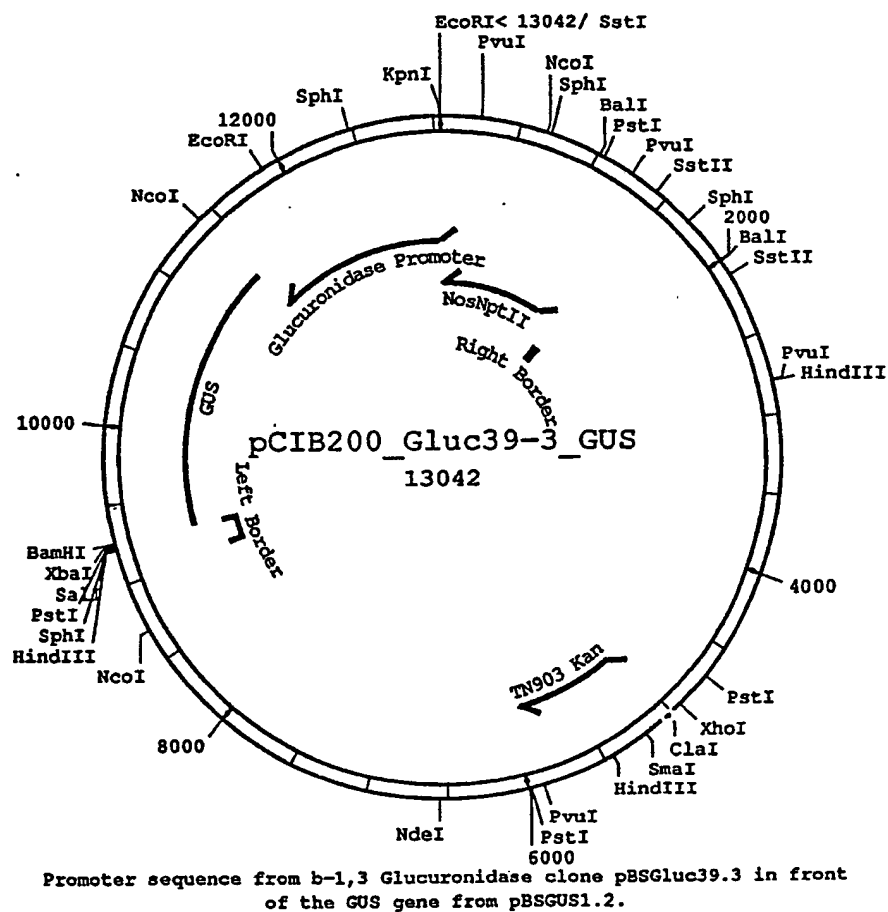 EcoRI< 13042/ SstI
PvuI
KpnI
NcoI
SphI
SphI
BalI
12000
PstI
EcoRI
PvuI
SstII
NcoI
SphI
2000
BalI
SstII
Glucuronidase Promoter
NosNptII
Right Border
PvuI
HindIII
GUS
10000
pCIB200_Gluc39-3_GUS
13042
Left Border
BamHI
XbaI
SalI
PstI
SphI
HindIII
4000
NcoI
TN903 Kan
PstI
XhoI
ClaI
8000
SmaI
HindIII
PvuI
NdeI
PstI
6000
Promoter sequence from b-1,3 Glucuronidase clone pBSGluc39.3 in front
of the GUS gene from pBSGUS1.2.